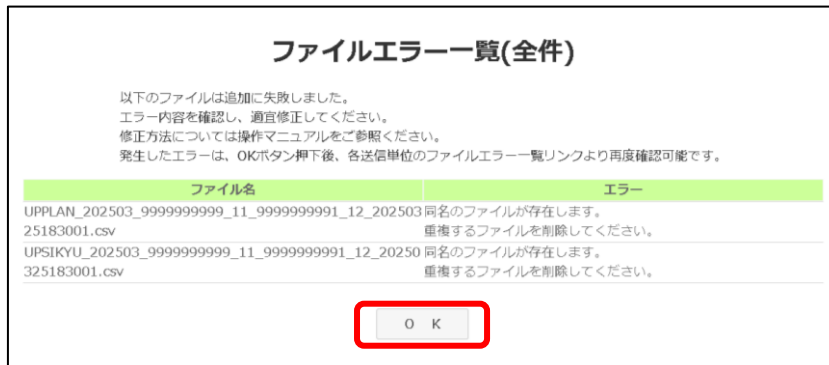 ファイルエラー一覧(全件)
以下のファイルは追加に失敗しました。
エラー内容を確認し、適宜修正してください。
修正方法については操作マニュアルをご参照ください。
発生したエラーは、OKボタン押下後、各送信単位のファイルエラー一覧リンクより再度確認可能です。
ファイル名 エラー
UPPLAN_202503_9999999999_11_9999999991_12_202503 同名のファイルが存在します。
25183001.csv 重複するファイルを削除してください。
UPSIKYU_202503_9999999999_11_9999999991_12_20250 同名のファイルが存在します。
325183001.csv 重複するファイルを削除してください。
O K